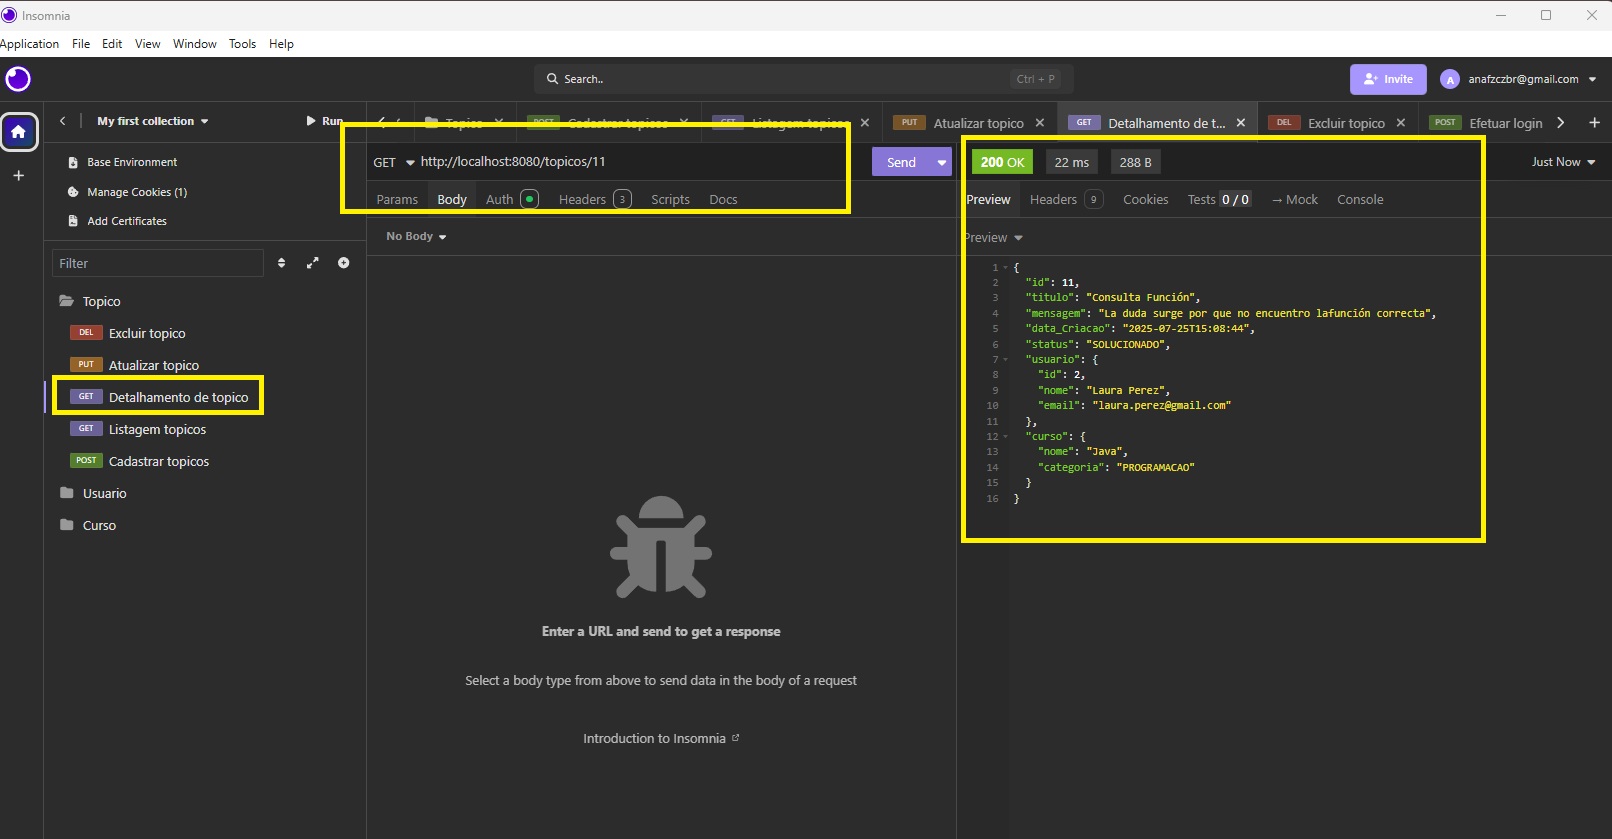 Insomnia
Application File Edit View Window Tools Help
Search.. Ctrl + P
Invite A anafzczbr@gmail.com
My first collection Run
Topico Cadastrar topicos Listagem topicos PUT Atualizar topico GET Detalhamento de t... DEL Excluir topico POST Efetuar login
Base Environment
Manage Cookies (1)
Add Certificates
GET http://localhost:8080/topicos/11 Send
200 OK 22 ms 288 B Just Now
Params Body Auth Headers 3 Scripts Docs
Preview Headers 9 Cookies Tests 0 / 0 → Mock Console
No Body
Preview
Filter
Topico
DEL Excluir topico
PUT Atualizar topico
GET Detalhamento de topico
GET Listagem topicos
POST Cadastrar topicos
Usuario
Curso
1 {
2 "id": 11,
3 "titulo": "Consulta Función",
4 "mensagem": "La duda surge por que no encuentro lafunción correcta",
5 "data_Criacao": "2025-07-25T15:08:44",
6 "status": "SOLUCIONADO",
7 "usuario": {
8 "id": 2,
9 "nome": "Laura Perez",
10 "email": "laura.perez@gmail.com"
11 },
12 "curso": {
13 "nome": "Java",
14 "categoria": "PROGRAMACAO"
15 }
16 }
Enter a URL and send to get a response
Select a body type from above to send data in the body of a request
Introduction to Insomnia